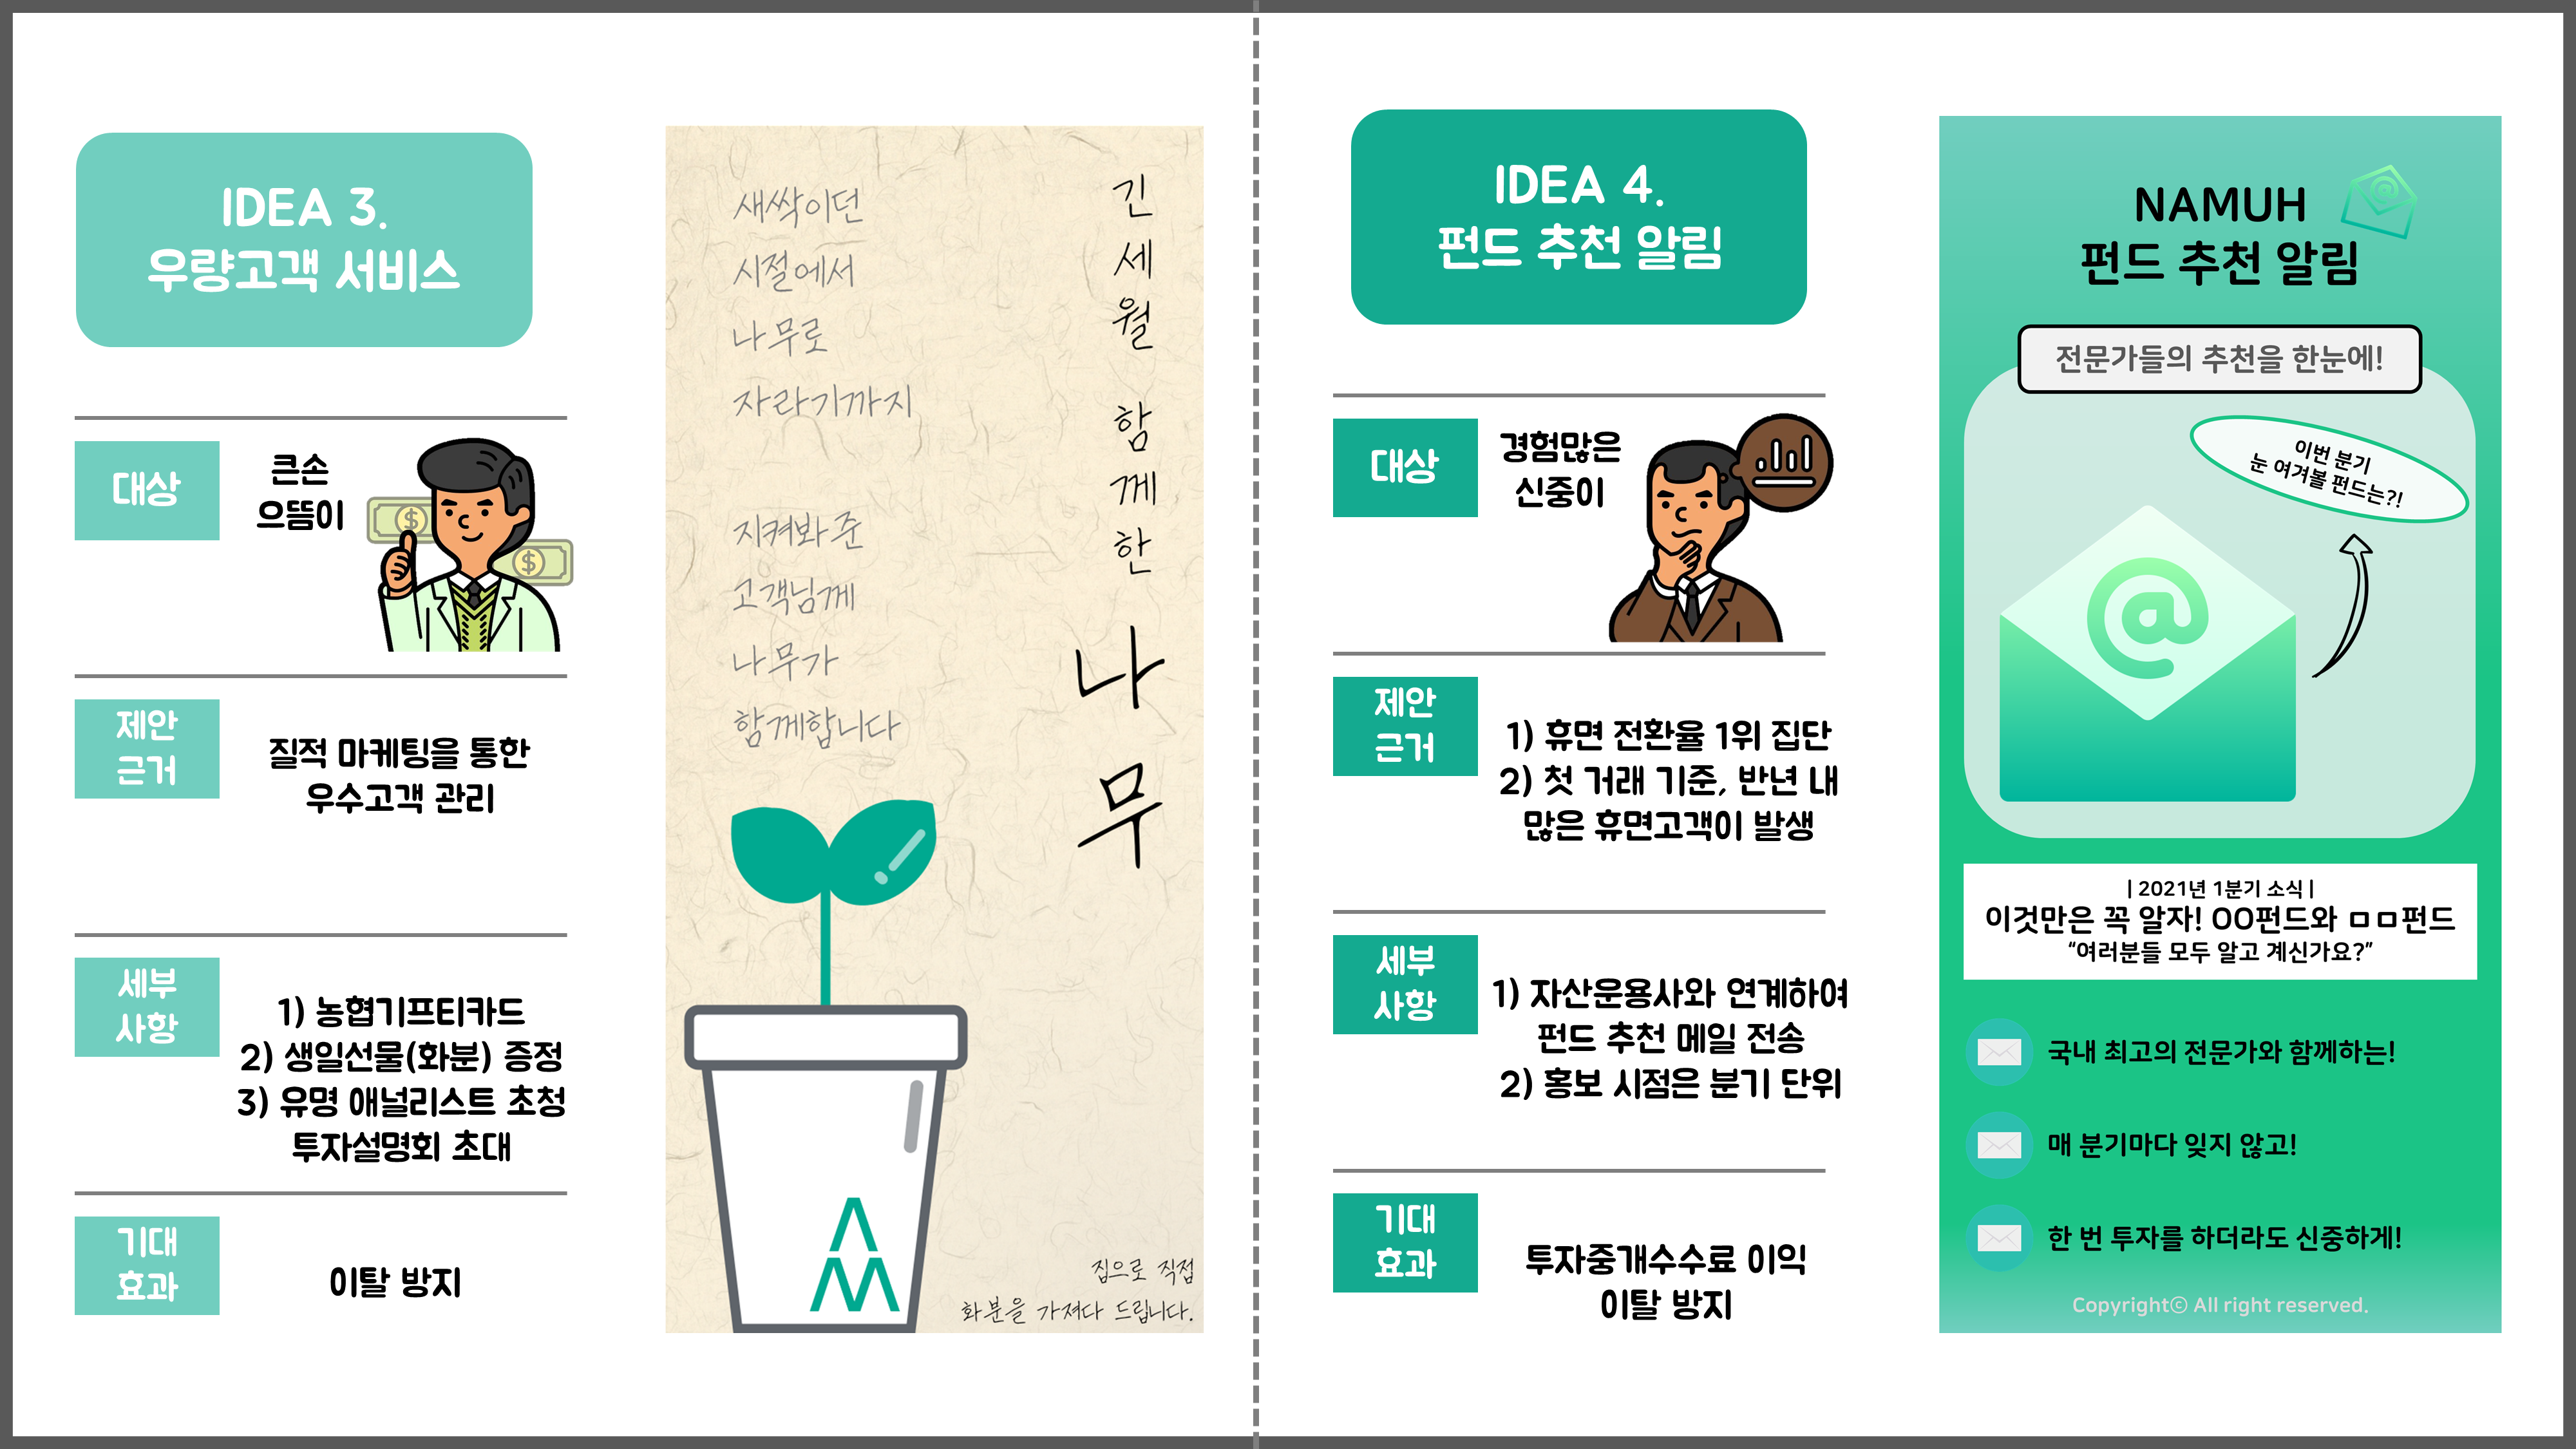 IDEA 3.
우량고객 서비스
대상
큰손
으뜸이
제안
근거
질적 마케팅을 통한
우수고객 관리
세부
사항
1) 농협기프티카드
2) 생일선물(화분) 증정
3) 유명 애널리스트 초청
투자설명회 초대
기대
효과
이탈 방지
긴 세월 함께한 나무
새싹이던
시절에서
나무로
자라기까지
지켜봐 준
고객님께
나무가
함께합니다
집으로 직접
화분을 가져다 드립니다.
IDEA 4.
펀드 추천 알림
대상
경험많은
신중이
제안
근거
1) 휴면 전환율 1위 집단
2) 첫 거래 기준, 반년 내
많은 휴면고객이 발생
세부
사항
1) 자산운용사와 연계하여
펀드 추천 메일 전송
2) 홍보 시점은 분기 단위
기대
효과
투자중개수수료 이익
이탈 방지
NAMUH
펀드 추천 알림
전문가들의 추천을 한눈에!
이번 분기
눈 여겨볼 펀드는?!
| 2021년 1분기 소식 |
이것만은 꼭 알자! OO펀드와 ㅁㅁ펀드
“여러분들 모두 알고 계신가요?”
국내 최고의 전문가와 함께하는!
매 분기마다 잊지 않고!
한 번 투자를 하더라도 신중하게!
Copyrightⓒ All right reserved.